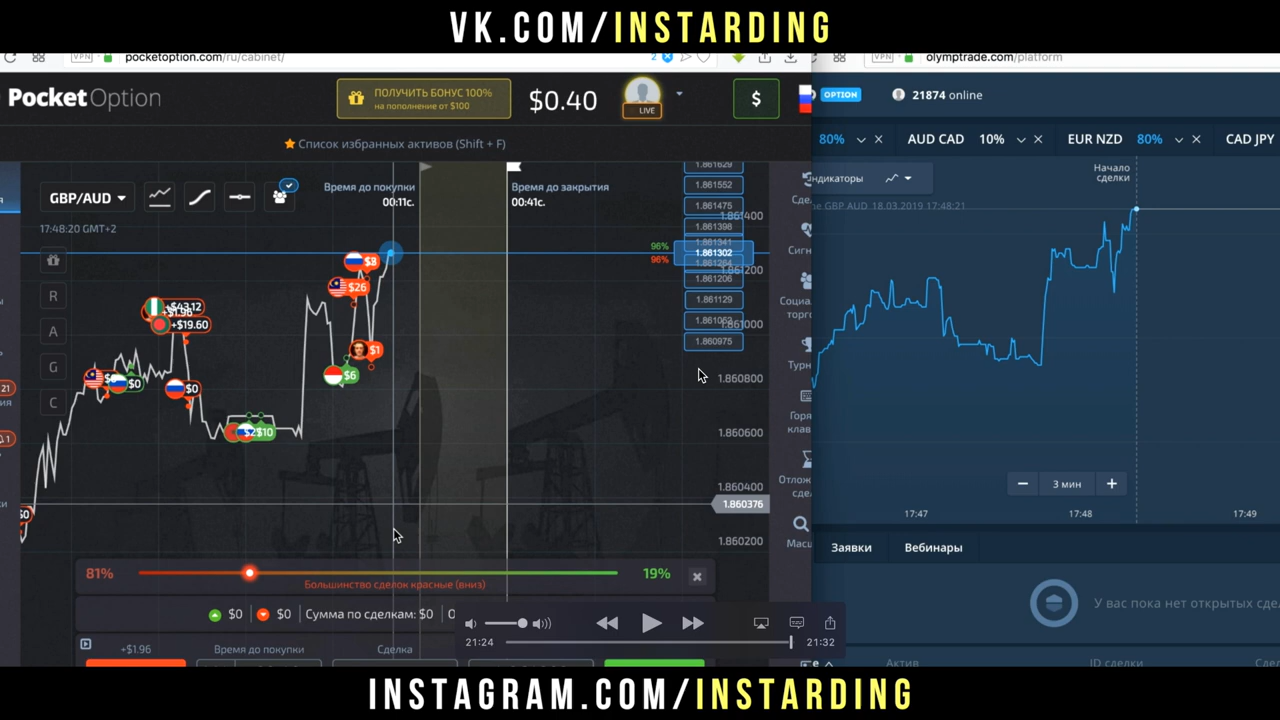 VK.COM/INSTARDING
VPN
pocketoption.com/ru/cabinet/
2
VPN
olymptrade.com/platform
PocketOption
ПОЛУЧИТЬ БОНУС 100%
на пополнение от $100
$0.40
LIVE
$
OPTION
21874 online
Список избранных активов (Shift + F)
80%
AUD CAD
10%
EUR NZD
80%
CAD JPY
GBP/AUD
Время до покупки
00:11с.
Время до закрытия
00:41с.
17:48:20 GMT+2
R
A
G
C
$3
$26
$1
$6
+$43.12
+$1.96
+$19.60
$0
$0
$10
96%
96%
1.861629
1.861552
1.861475
1.861400
1.861398
1.861302
1.861200
1.861206
1.861129
1.861000
1.860975
1.860800
1.860600
1.860400
1.860376
1.860200
Начало
сделки
GBP AUD 18.03.2019 17:48:21
3 мин
17:47
17:48
17:49
Заявки
Вебинары
У вас пока нет открытых
81%
19%
Большинство сделок красные (вниз)
$0
$0
Сумма по сделкам: $0
21:24
21:32
+$1.96
Время до покупки
Сделка
Актив
ID сделки
INSTAGRAM.COM/INSTARDING